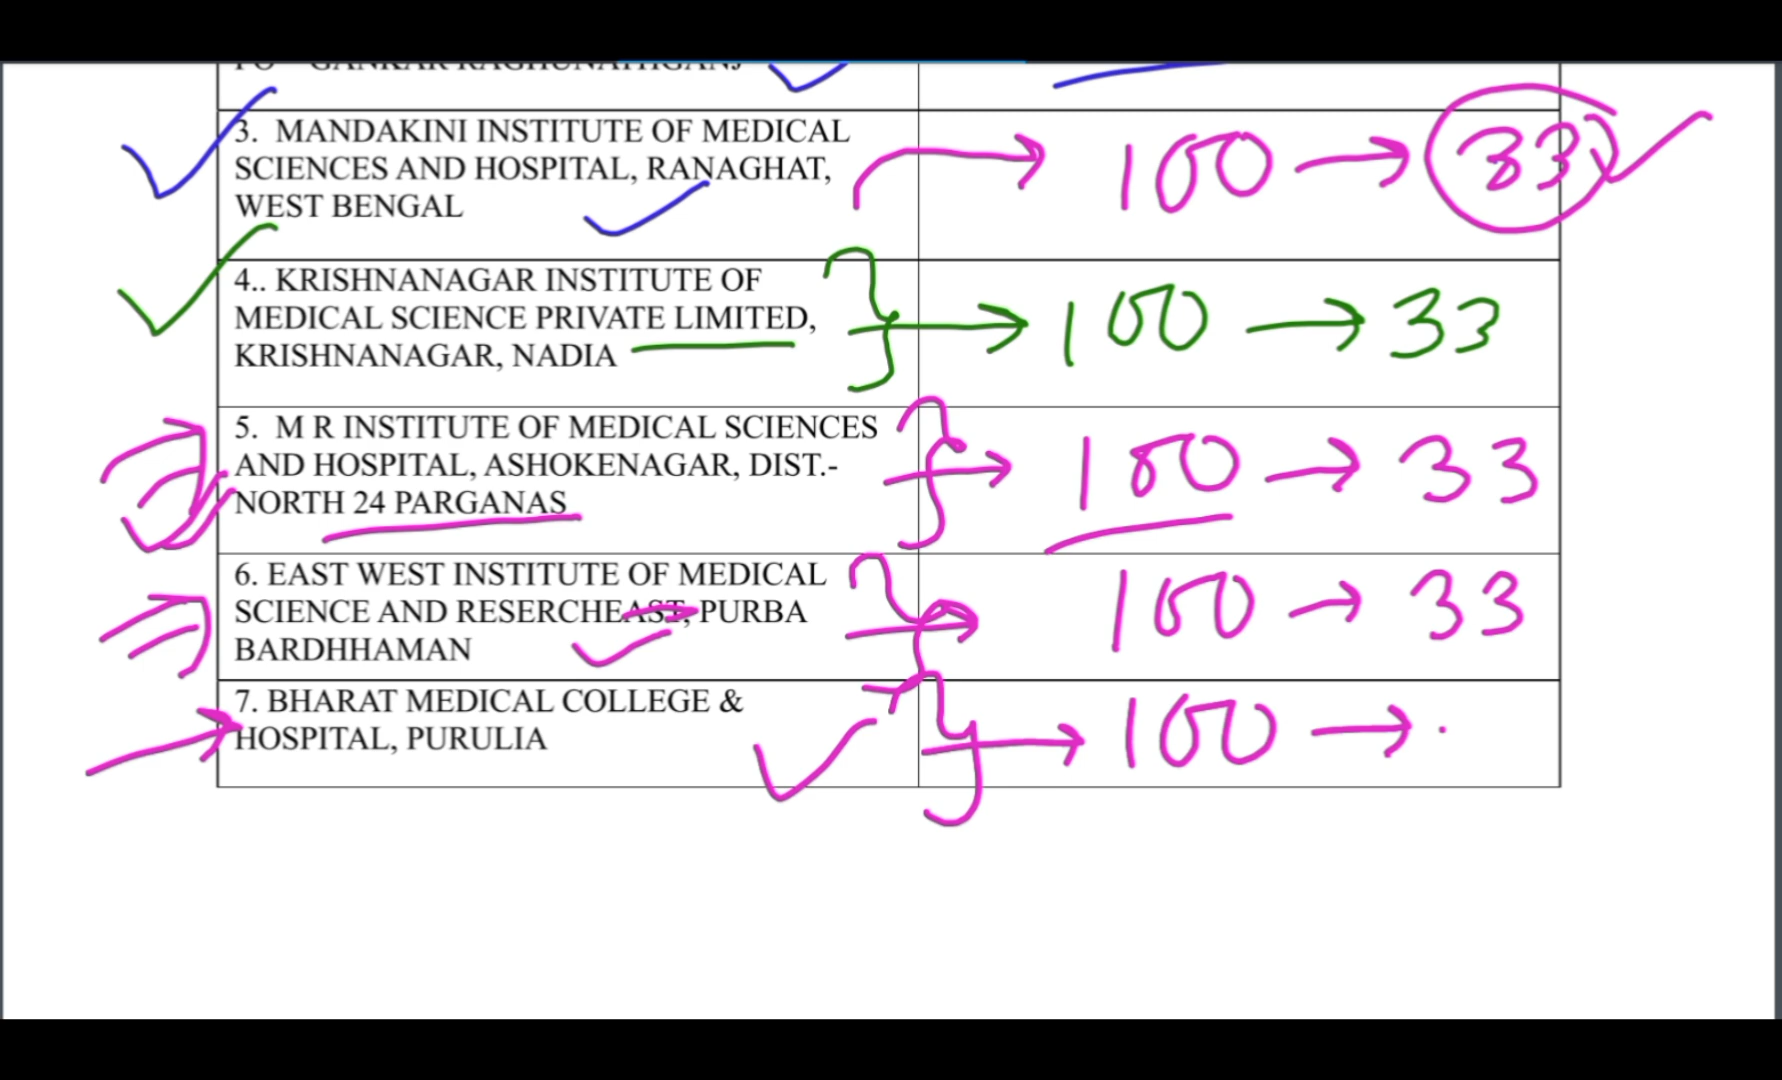 PO - GANKAR RAGHUNATHGANJ
3. MANDAKINI INSTITUTE OF MEDICAL
SCIENCES AND HOSPITAL, RANAGHAT,
WEST BENGAL
100 → 33
4.. KRISHNANAGAR INSTITUTE OF
MEDICAL SCIENCE PRIVATE LIMITED,
KRISHNANAGAR, NADIA
→ 100 → 33
5. M R INSTITUTE OF MEDICAL SCIENCES
AND HOSPITAL, ASHOKENAGAR, DIST.-
NORTH 24 PARGANAS
→ 100 → 33
6. EAST WEST INSTITUTE OF MEDICAL
SCIENCE AND RESERCHEAST, PURBA
BARDHHAMAN
→ 100 → 33
7. BHARAT MEDICAL COLLEGE &
HOSPITAL, PURULIA
→ 100 →